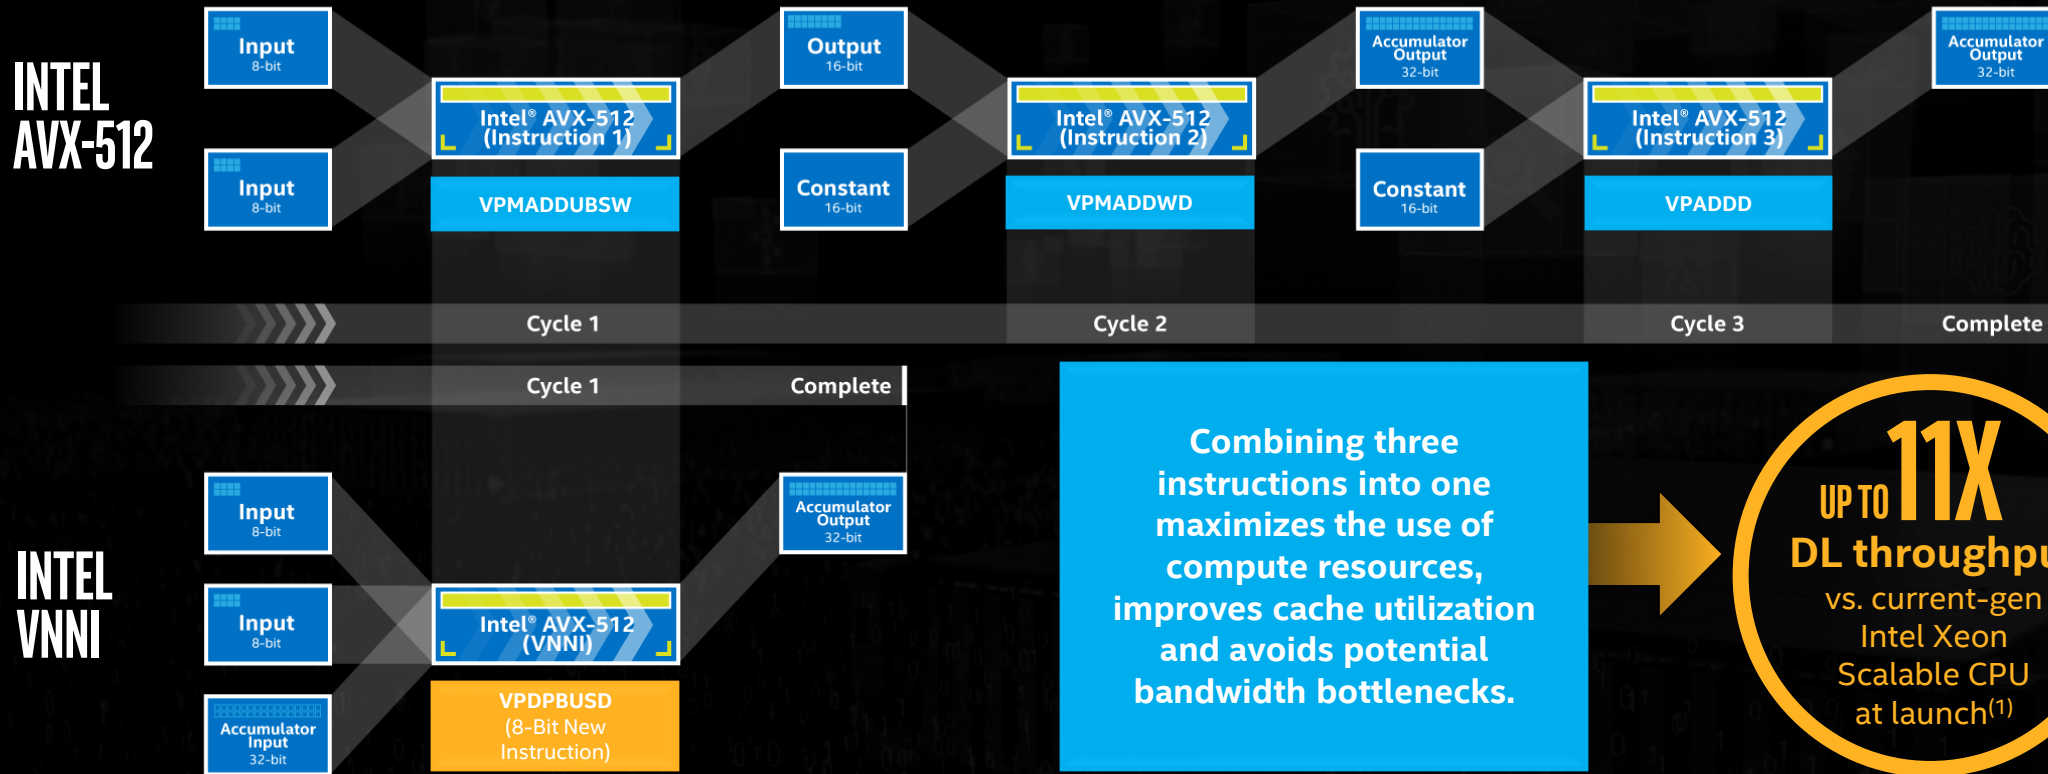 INTEL
AVX-512
Input
8-bit
Input
8-bit
Intel® AVX-512
(Instruction 1)
VPMADDUBSW
Output
16-bit
Constant
16-bit
Intel® AVX-512
(Instruction 2)
VPMADDWD
Accumulator
Output
32-bit
Constant
16-bit
Intel® AVX-512
(Instruction 3)
VPADDD
Accumulator
Output
32-bit
Cycle 1
Cycle 2
Cycle 3
Complete
Cycle 1
Complete
INTEL
VNNI
Input
8-bit
Input
8-bit
Accumulator
Input
32-bit
Intel® AVX-512
(VNNI)
VPDPBUSD
(8-Bit New
Instruction)
Accumulator
Output
32-bit
Combining three
instructions into one
maximizes the use of
compute resources,
improves cache utilization
and avoids potential
bandwidth bottlenecks.
UP TO 11X
DL throughpu
vs. current-gen
Intel Xeon
Scalable CPU
at launch(1)